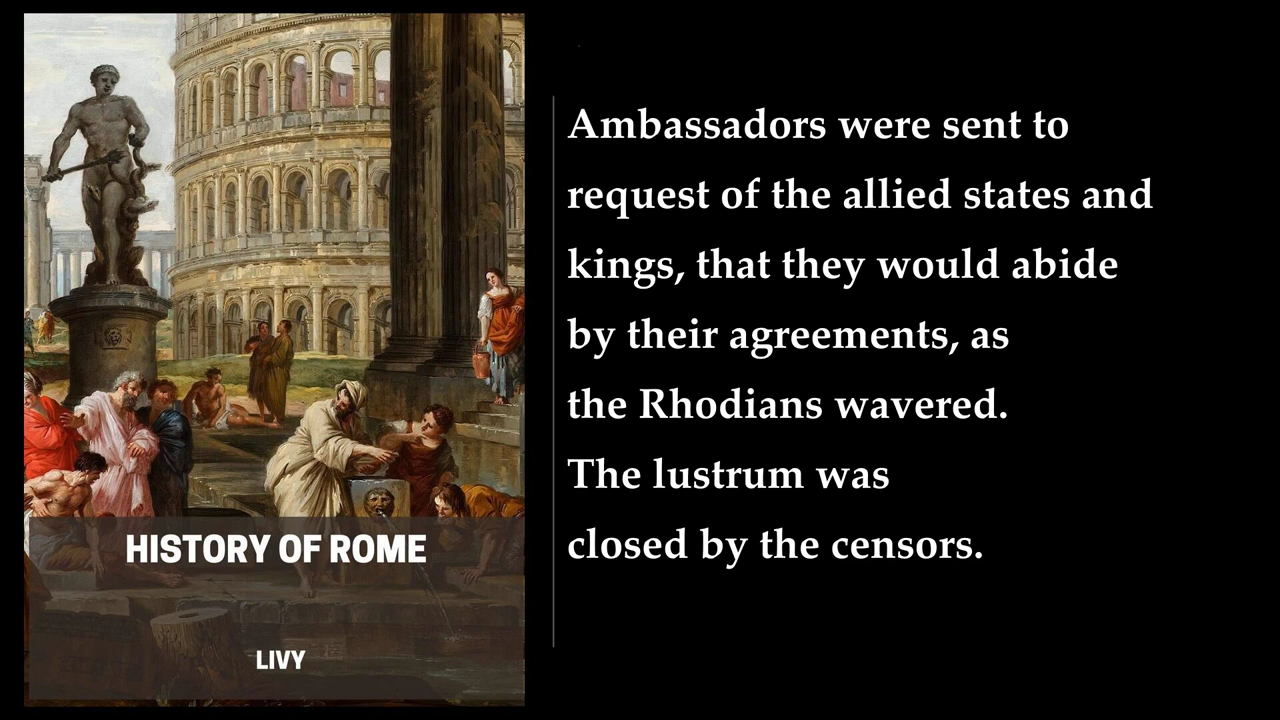 HISTORY OF ROME
LIVY
Ambassadors were sent to
request of the allied states and
kings, that they would abide
by their agreements, as
the Rhodians wavered.
The lustrum was
closed by the censors.